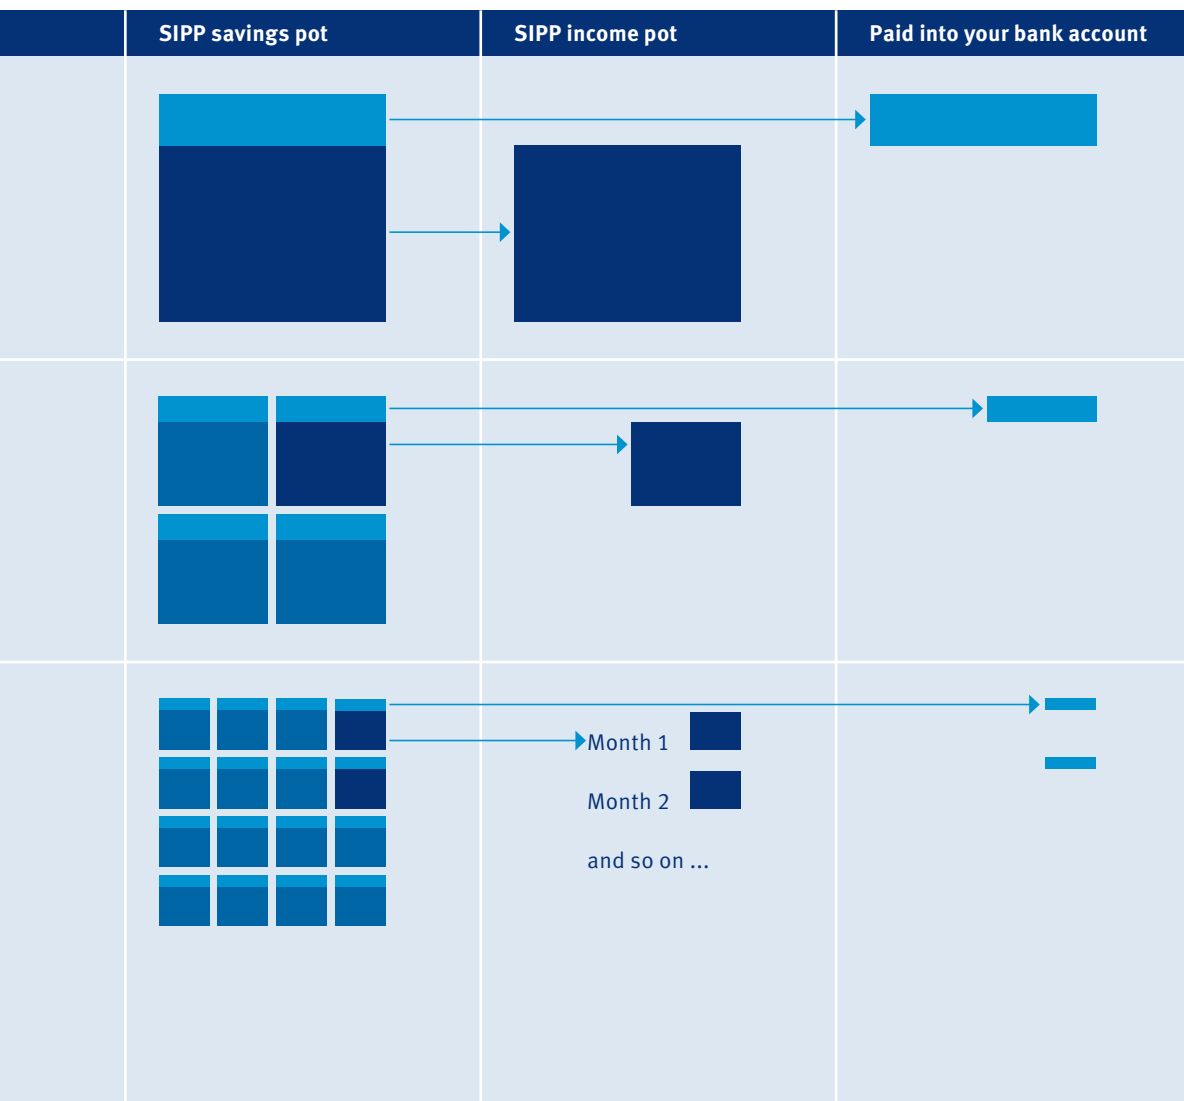 SIPP savings pot
SIPP income pot
Paid into your bank account
Month 1
Month 2
and so on ...